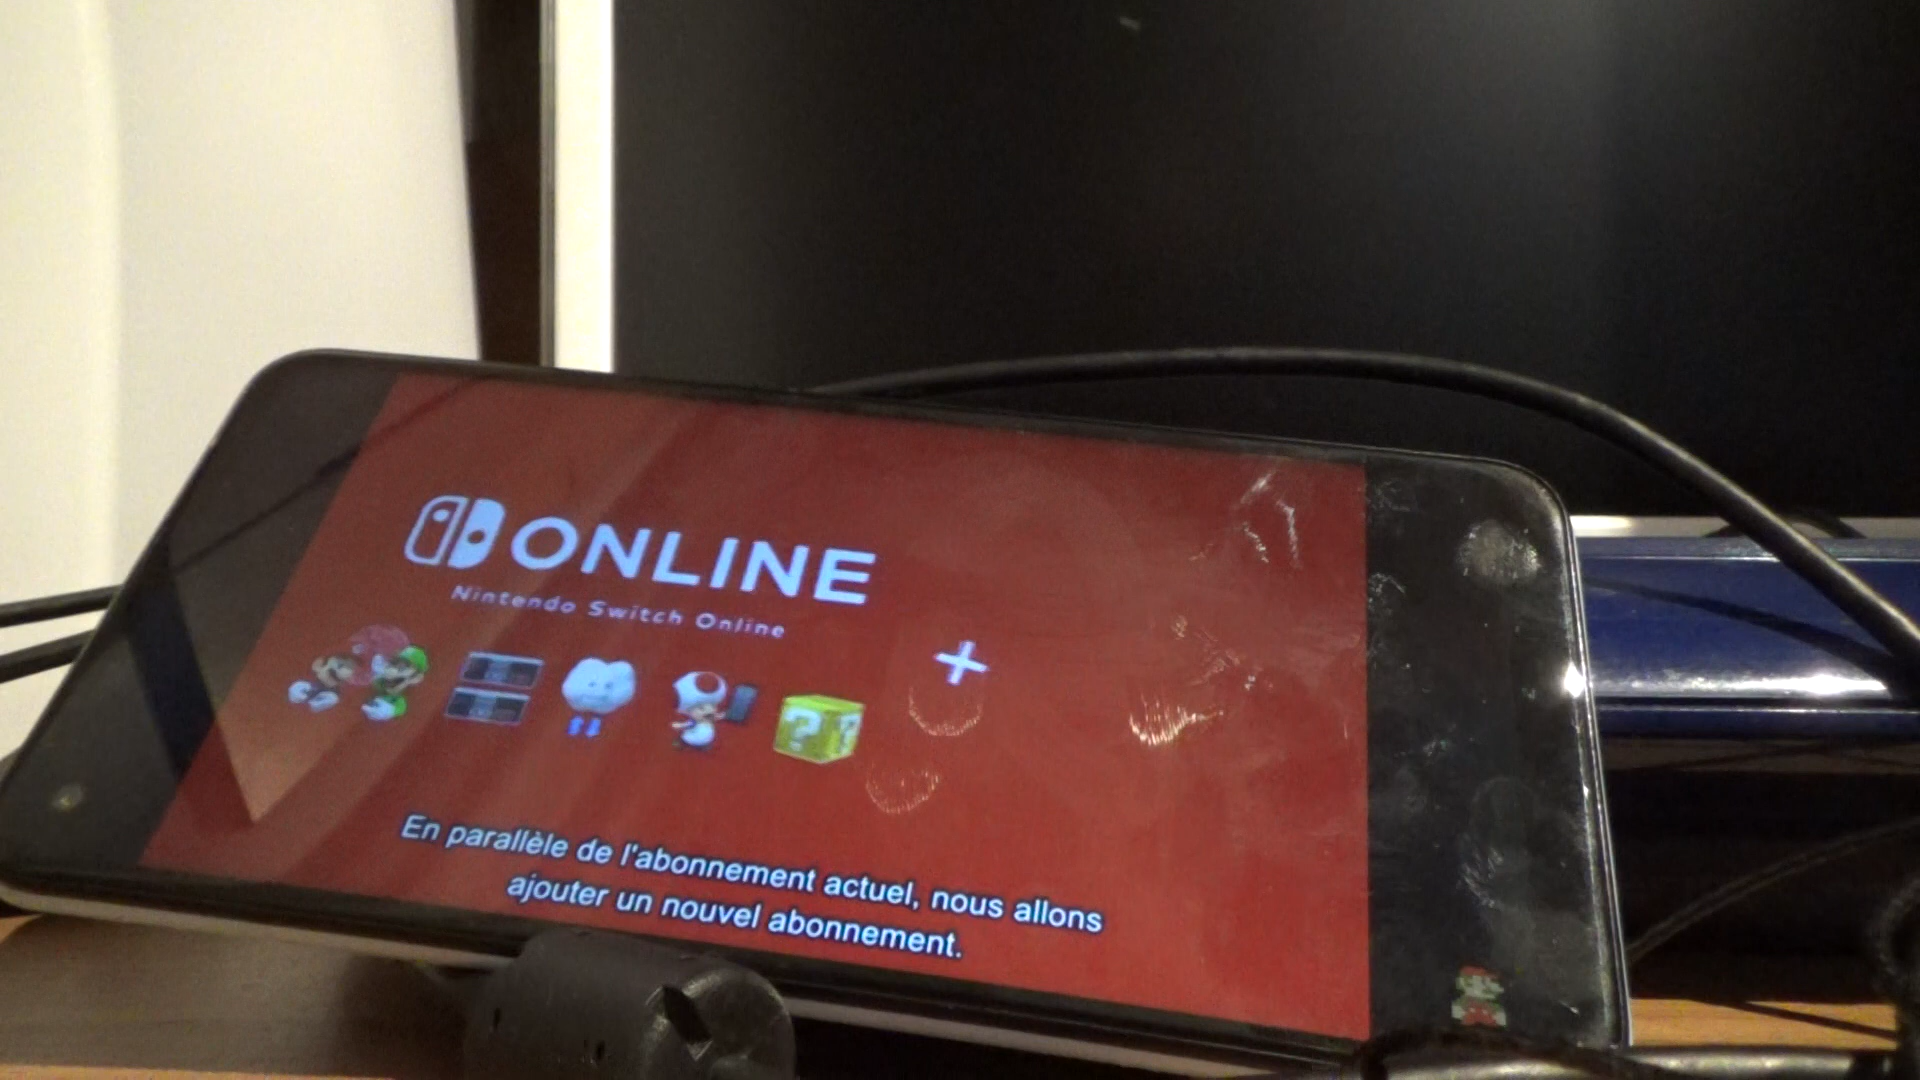 ONLINE
Nintendo Switch Online
+
? ?
En parallèle de l'abonnement actuel, nous allons
ajouter un nouvel abonnement.